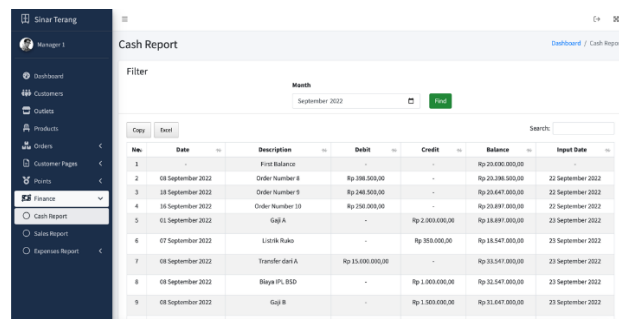 Sinar Terang
Manager 1
Dashboard
Customers
Outlets
Products
Orders
Customer Pages
Points
Finance
Cash Report
Sales Report
Expenses Report
Cash Report
Dashboard / Cash Repor
Filter
Month
September 2022
Find
Copy Excel
Search:
No. Date Description Debit Credit Balance Input Date
1 - First Balance - - Rp 20.000.000,00 -
2 08 September 2022 Order Number 8 Rp 398.500,00 - Rp 20.398.500,00 22 September 2022
3 18 September 2022 Order Number 9 Rp 248.500,00 - Rp 20.647.000,00 22 September 2022
4 16 September 2022 Order Number 10 Rp 250.000,00 - Rp 20.897.000,00 22 September 2022
5 01 September 2022 Gaji A - Rp 2.000.000,00 Rp 18.897.000,00 23 September 2022
6 07 September 2022 Listrik Ruko - Rp 350.000,00 Rp 18.547.000,00 23 September 2022
7 08 September 2022 Transfer dari A Rp 15.000.000,00 - Rp 33.547.000,00 23 September 2022
8 03 September 2022 Biaya IPL BSD - Rp 1.000.000,00 Rp 32.547.000,00 23 September 2022
9 08 September 2022 Gaji B - Rp 1.500.000,00 Rp 31.047.000,00 23 September 2022